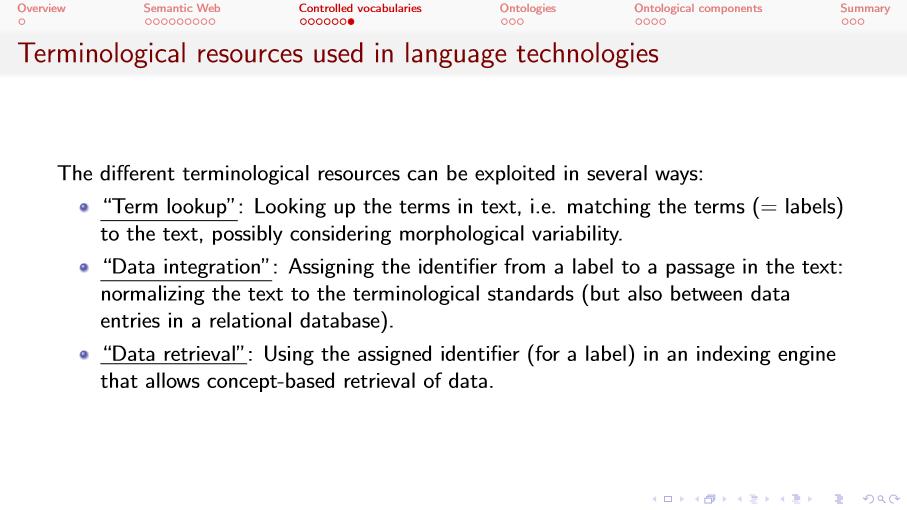 Overview Semantic Web Controlled vocabularies Ontologies Ontological components Summary
Terminological resources used in language technologies
The different terminological resources can be exploited in several ways:
“Term lookup”: Looking up the terms in text, i.e. matching the terms (= labels)
to the text, possibly considering morphological variability.
“Data integration”: Assigning the identifier from a label to a passage in the text:
normalizing the text to the terminological standards (but also between data
entries in a relational database).
“Data retrieval”: Using the assigned identifier (for a label) in an indexing engine
that allows concept-based retrieval of data.